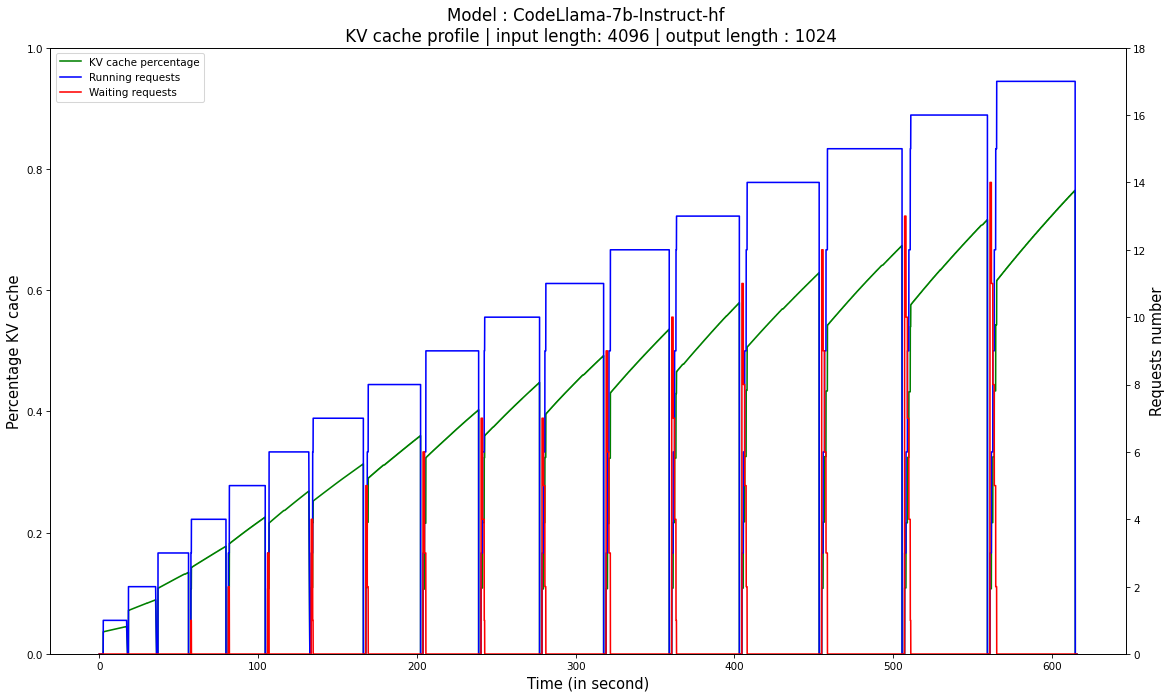 Model : CodeLlama-7b-Instruct-hf
KV cache profile | input length: 4096 | output length : 1024
KV cache percentage
Running requests
Waiting requests
Percentage KV cache
1.0
0.8
0.6
0.4
0.2
0.0
18
16
14
12
10
8
6
4
2
0
Requests number
0 100 200 300 400 500 600
Time (in second)